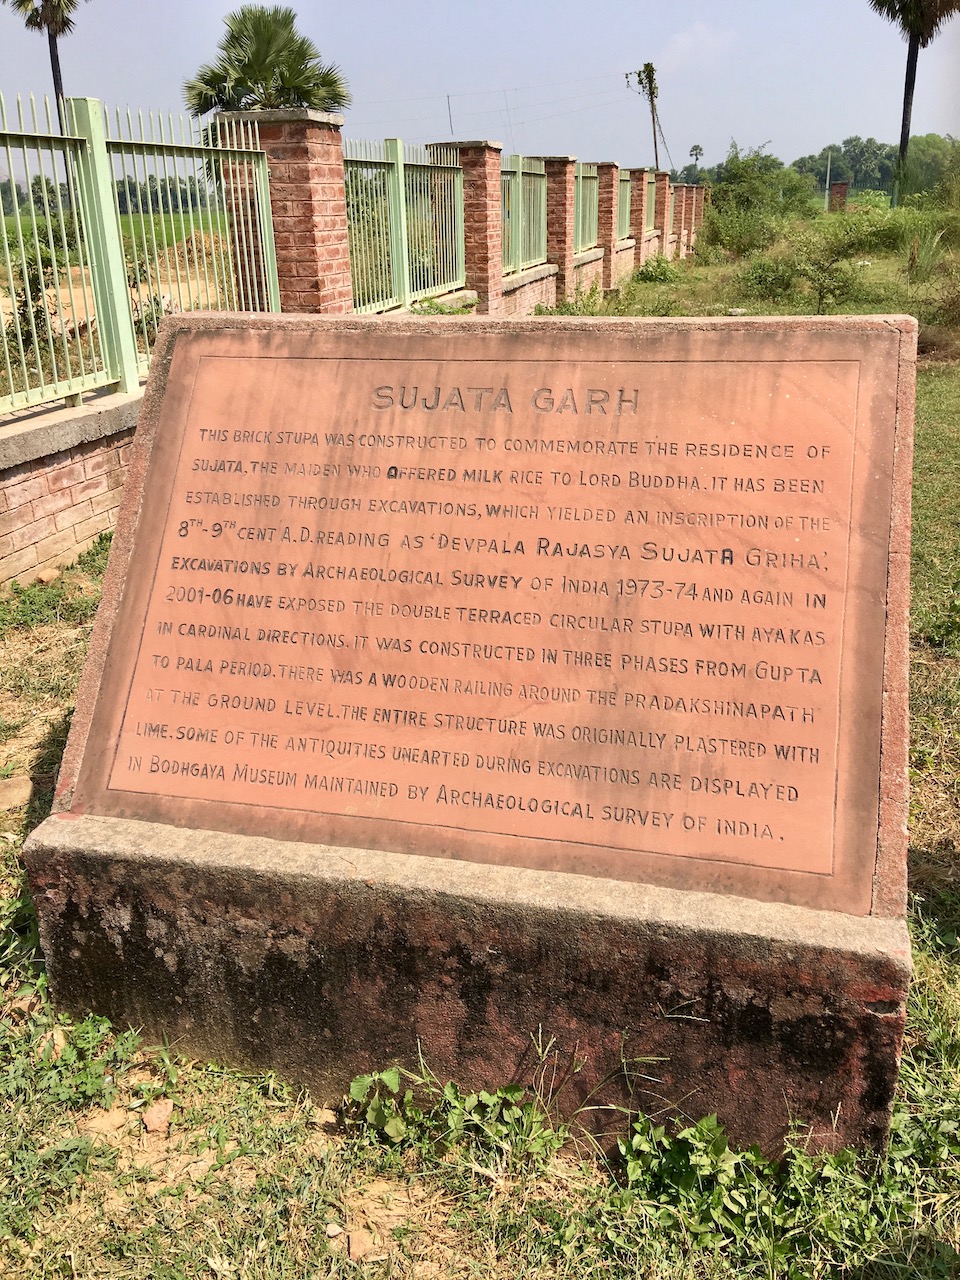 SUJATA GARH
THIS BRICK STUPA WAS CONSTRUCTED TO COMMEMORATE THE RESIDENCE OF
SUJATA. THE MAIDEN WHO OFFERED MILK RICE TO LORD BUDDHA. IT HAS BEEN
ESTABLISHED THROUGH EXCAVATIONS, WHICH YIELDED AN INSCRIPTION OF THE
8TH-9TH CENT A.D. READING AS 'DEVPALA RAJASYA SUJATA GRIHA'.
EXCAVATIONS BY ARCHAEOLOGICAL SURVEY OF INDIA 1973-74 AND AGAIN IN
2001-06 HAVE EXPOSED THE DOUBLE TERRACED CIRCULAR STUPA WITH AYAKAS
IN CARDINAL DIRECTIONS. IT WAS CONSTRUCTED IN THREE PHASES FROM GUPTA
TO PALA PERIOD. THERE WAS A WOODEN RAILING AROUND THE PRADAKSHINAPATH
AT THE GROUND LEVEL. THE ENTIRE STRUCTURE WAS ORIGINALLY PLASTERED WITH
LIME. SOME OF THE ANTIQUITIES UNEARTED DURING EXCAVATIONS ARE DISPLAYED
IN BODHGAYA MUSEUM MAINTAINED BY ARCHAEOLOGICAL SURVEY OF INDIA.